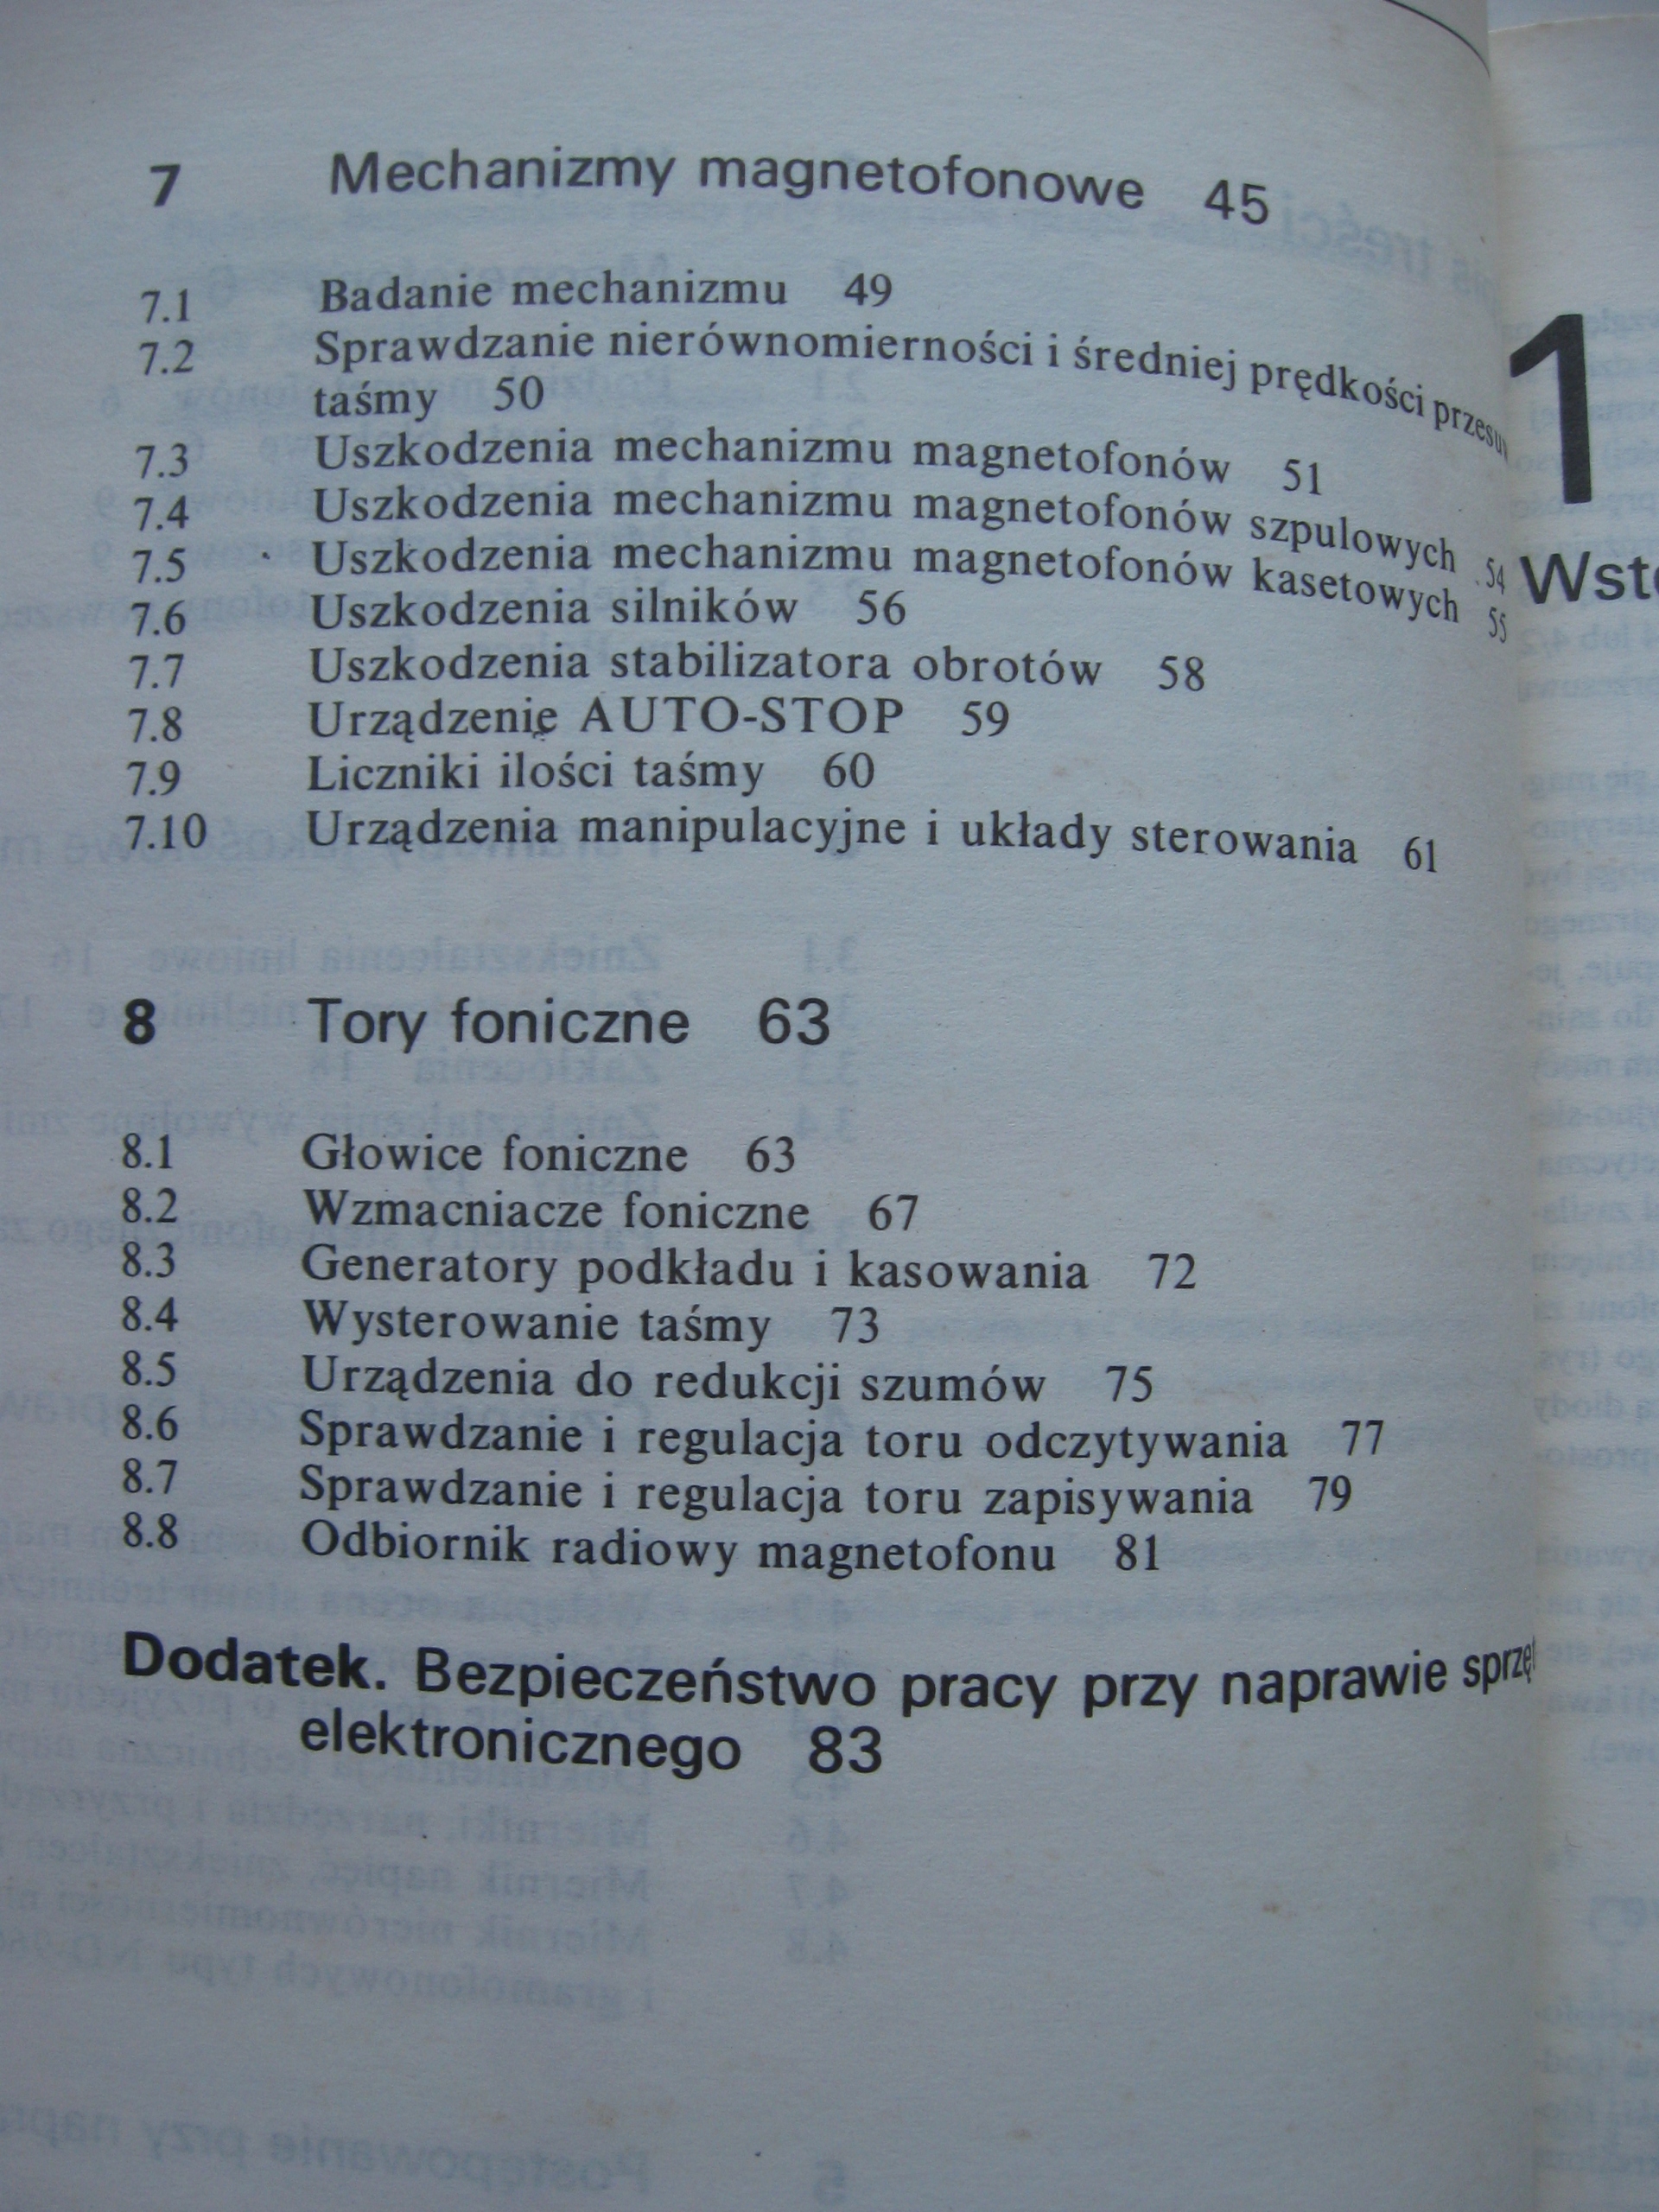 7 Mechanizmy magnetofonowe 45
7.1 Badanie mechanizmu 49
7.2 Sprawdzanie nierównomierności i średniej prędkości
taśmy 50
7.3 Uszkodzenia mechanizmu magnetofonów 51
7.4 Uszkodzenia mechanizmu magnetofonów szpulowych 54
7.5 Uszkodzenia mechanizmu magnetofonów kasetowych 55
7.6 Uszkodzenia silników 56
7.7 Uszkodzenia stabilizatora obrotów 58
7.8 Urządzenie AUTO-STOP 59
7.9 Liczniki ilości taśmy 60
7.10 Urządzenia manipulacyjne i układy sterowania 61
8 Tory foniczne 63
8.1 Głowice foniczne 63
8.2 Wzmacniacze foniczne 67
8.3 Generatory podkładu i kasowania 72
8.4 Wysterowanie taśmy 73
8.5 Urządzenia do redukcji szumów 75
8.6 Sprawdzanie i regulacja toru odczytywania 77
8.7 Sprawdzanie i regulacja toru zapisywania 79
8.8 Odbiornik radiowy magnetofonu 81
Dodatek. Bezpieczeństwo pracy przy naprawie
elektronicznego 83
1